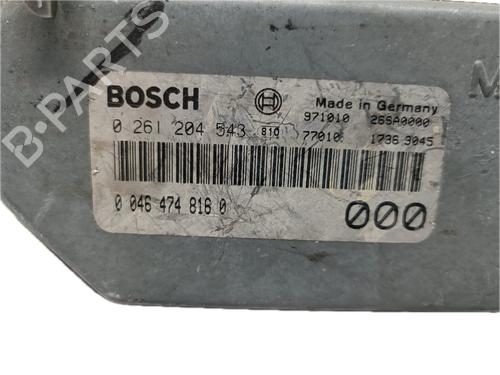 B-PARTS
BOSCH
Made in Germany
0 261 204 543 810
971010 266A0000
77010 1736 3045
0 046 474 816 0
000
M